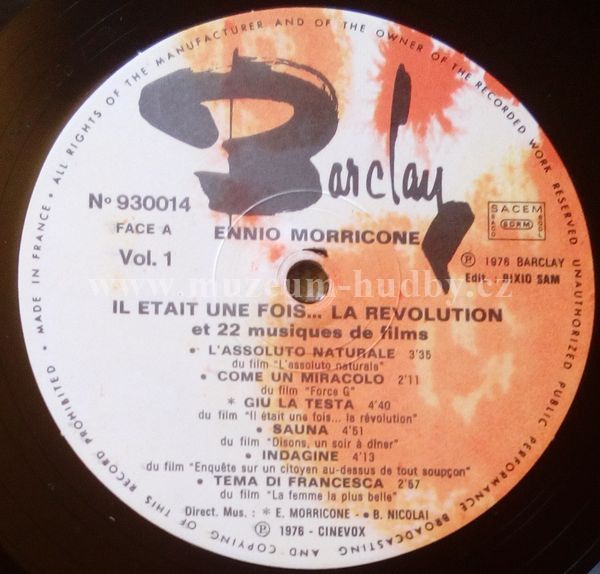 • MADE IN FRANCE • ALL RIGHTS OF THE MANUFACTURER AND OF THE OWNER OF THE RECORDED WORK RESERVED UNAUTHORIZED PUBLIC PERFORMANCE BROADCASTING AND COPYING OF THIS RECORD PROHIBITED
Barclay
Nº 930014
FACE A
ENNIO MORRICONE
SACEM
SDRM
Vol. 1
Ⓟ 1976 BARCLAY
Edit. : BIXIO SAM
www.muzeum-hudby.cz
IL ETAIT UNE FOIS... LA REVOLUTION
et 22 musiques de films
• L'ASSOLUTO NATURALE 3'35
du film "L'assoluto naturale"
• COME UN MIRACOLO 2'11
du film "Force G"
* GIU LA TESTA 4'40
du film "Il était une fois... la révolution"
• SAUNA 4'51
du film "Disons, un soir à dîner"
• INDAGINE 4'13
du film "Enquête sur un citoyen au-dessus de tout soupçon"
• TEMA DI FRANCESCA 2'57
du film "La femme la plus belle"
Direct. Mus. : * E. MORRICONE - • B. NICOLAI
Ⓟ 1976 - CINEVOX